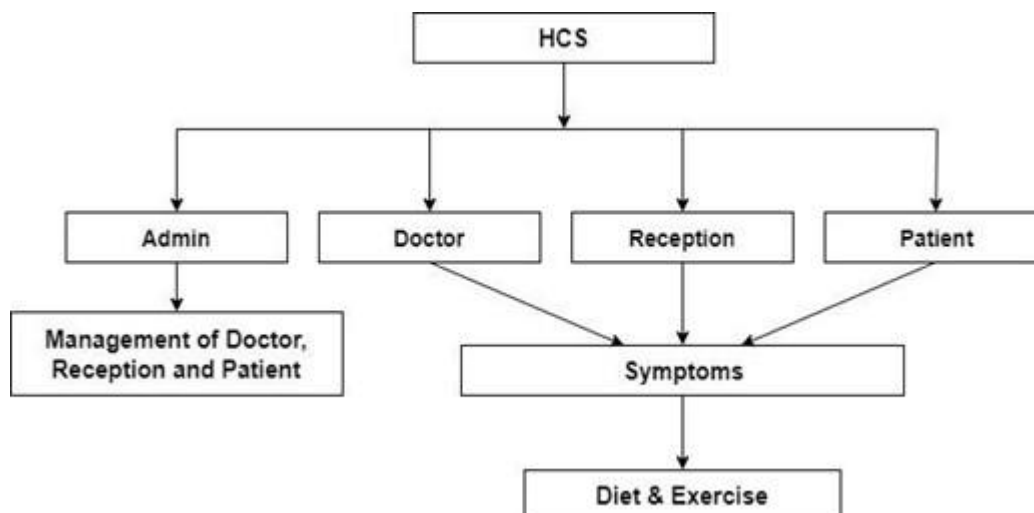 HCS
Admin
Doctor
Reception
Patient
Management of Doctor,
Reception and Patient
Symptoms
Diet & Exercise